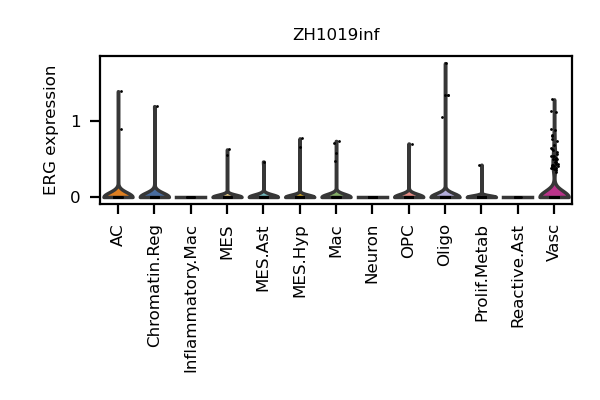 ZH1019inf
ERG expression
1
0
AC
Chromatin.Reg
Inflammatory.Mac
MES
MES.Ast
MES.Hyp
Mac
Neuron
OPC
Oligo
Prolif.Metab
Reactive.Ast
Vasc